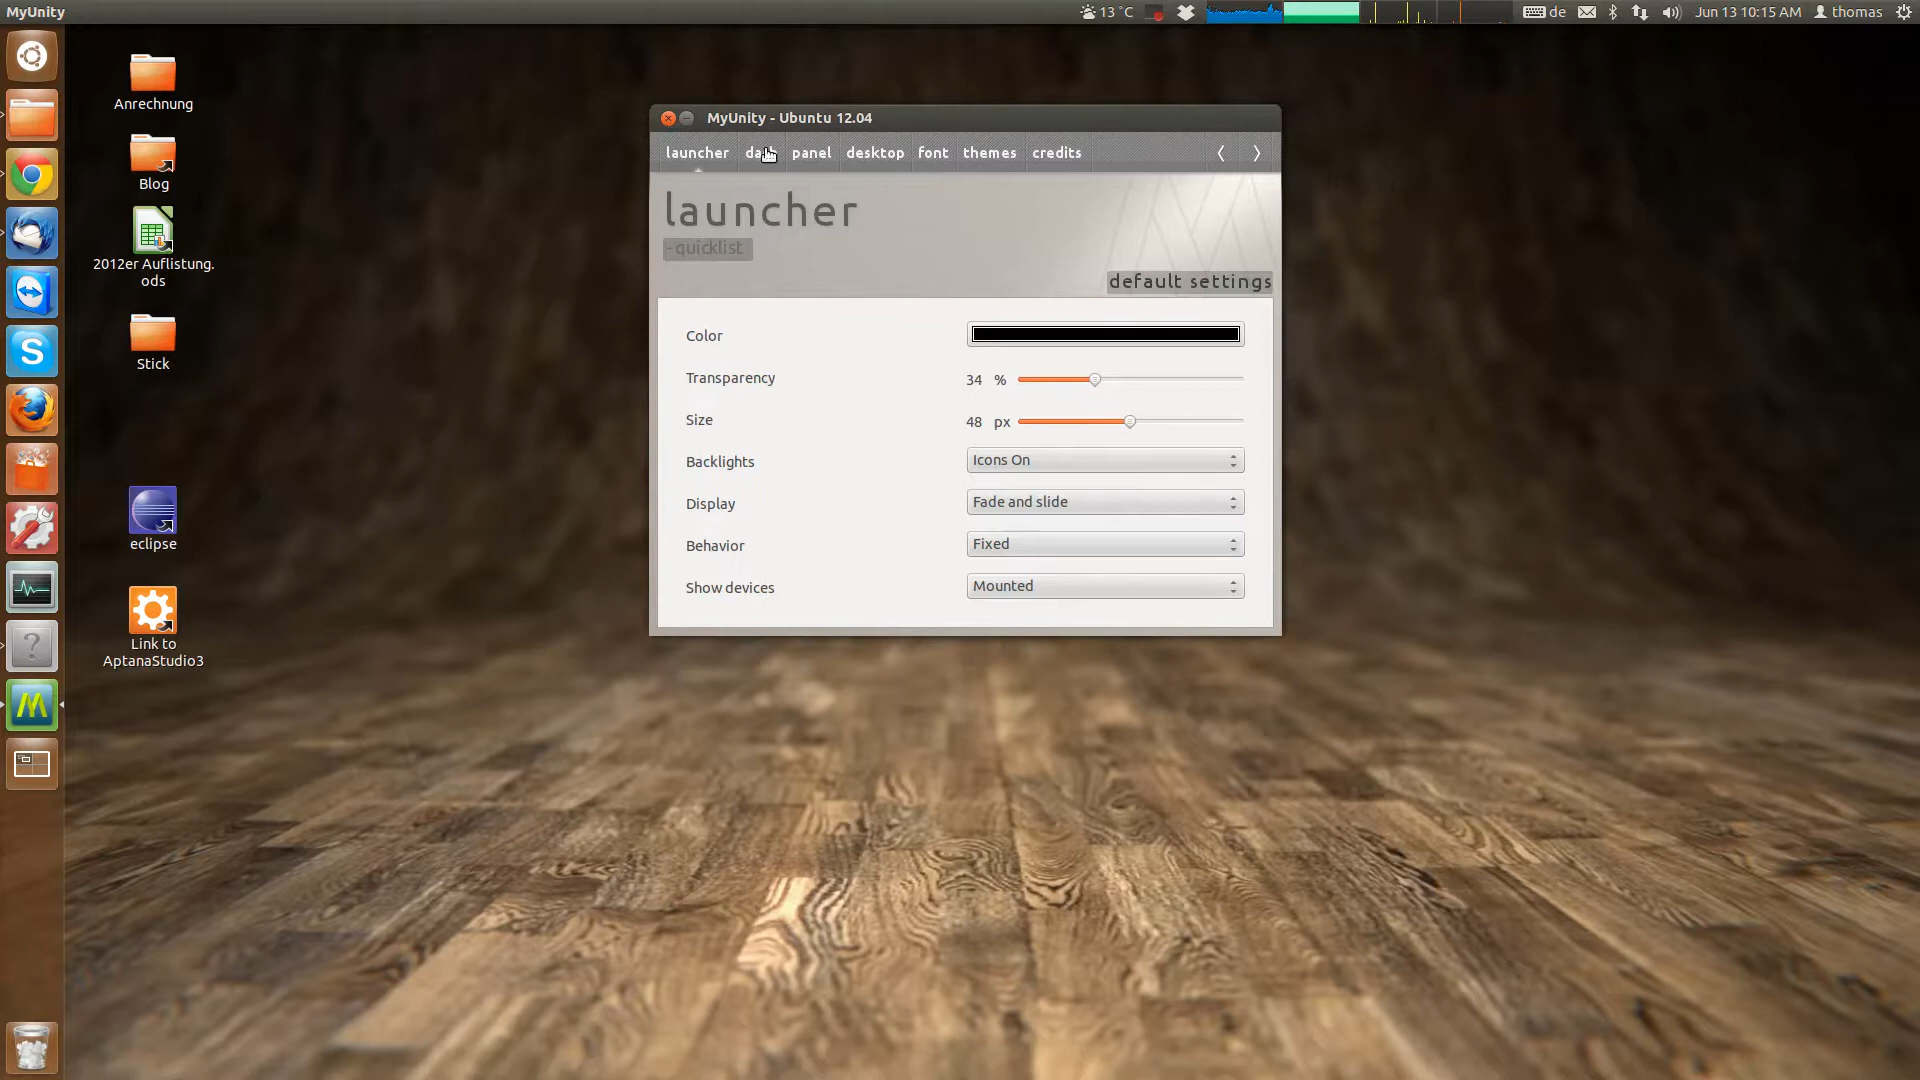 MyUnity
13 °C
de
Jun 13 10:15 AM
thomas
Anrechnung
Blog
2012er Auflistung.
ods
Stick
eclipse
Link to
AptanaStudio3
MyUnity - Ubuntu 12.04
launcher dash panel desktop font themes credits
launcher
- quicklist
default settings
Color
Transparency 34 %
Size 48 px
Backlights Icons On
Display Fade and slide
Behavior Fixed
Show devices Mounted